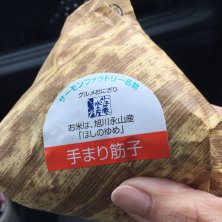 サーモンファクトリー名物
グルメおにぎり
お米は、旭川永山産
「ほしのゆめ」
手まり筋子